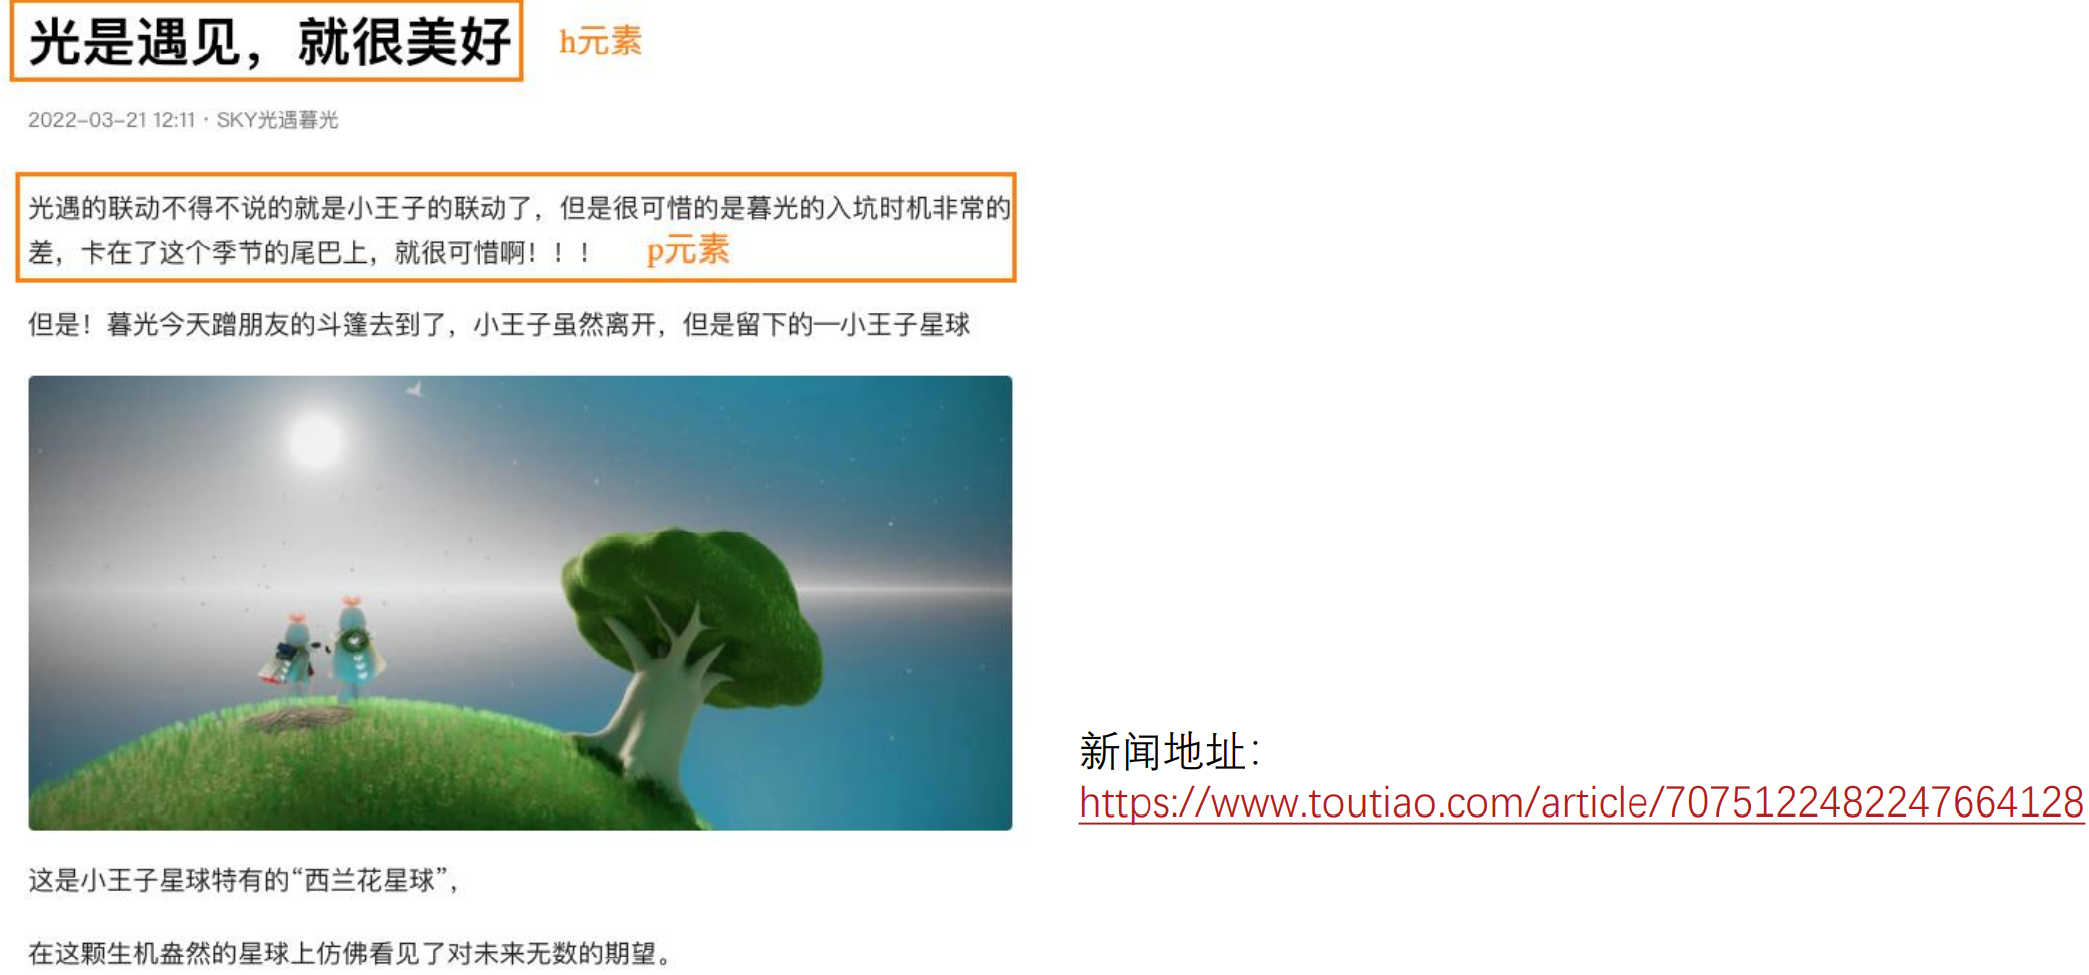 光是遇见，就很美好
h元素
2022-03-21 12:11 · SKY光遇暮光
光遇的联动不得不说的就是小王子的联动了，但是很可惜的是暮光的入坑时机非常的
差，卡在了这个季节的尾巴上，就很可惜啊！！！
p元素
但是！暮光今天蹭朋友的斗篷去到了，小王子虽然离开，但是留下的—小王子星球
新闻地址：
https://www.toutiao.com/article/7075122482247664128
这是小王子星球特有的“西兰花星球”，
在这颗生机盎然的星球上仿佛看见了对未来无数的期望。